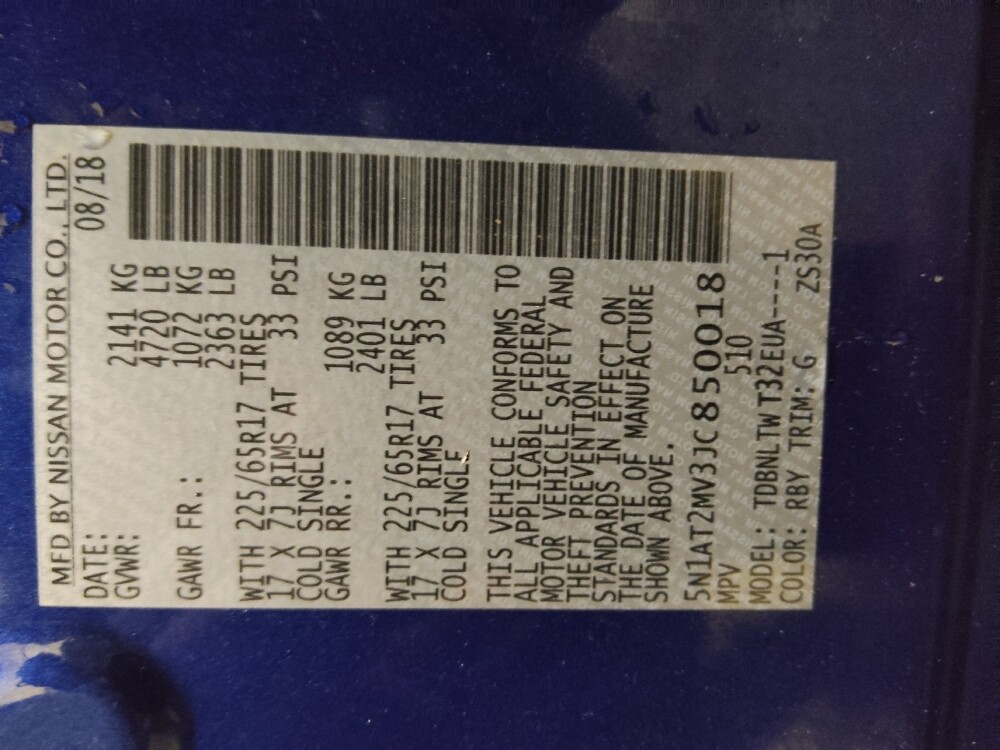 MFD BY NISSAN MOTOR CO., LTD.
DATE: 08/18
GVWR: 2141 KG
4720 LB
GAWR FR.: 1072 KG
2363 LB
WITH 225/65R17 TIRES
17 X 7J RIMS AT 33 PSI
COLD SINGLE
GAWR RR.: 1089 KG
2401 LB
WITH 225/65R17 TIRES
17 X 7J RIMS AT 33 PSI
COLD SINGLE
THIS VEHICLE CONFORMS TO
ALL APPLICABLE FEDERAL
MOTOR VEHICLE SAFETY AND
THEFT PREVENTION
STANDARDS IN EFFECT ON
THE DATE OF MANUFACTURE
SHOWN ABOVE.
5N1AT2MV3JC850018
MPV 510
MODEL: TDBNLTW T32EUA----1
COLOR: RBY TRIM: G ZS30A